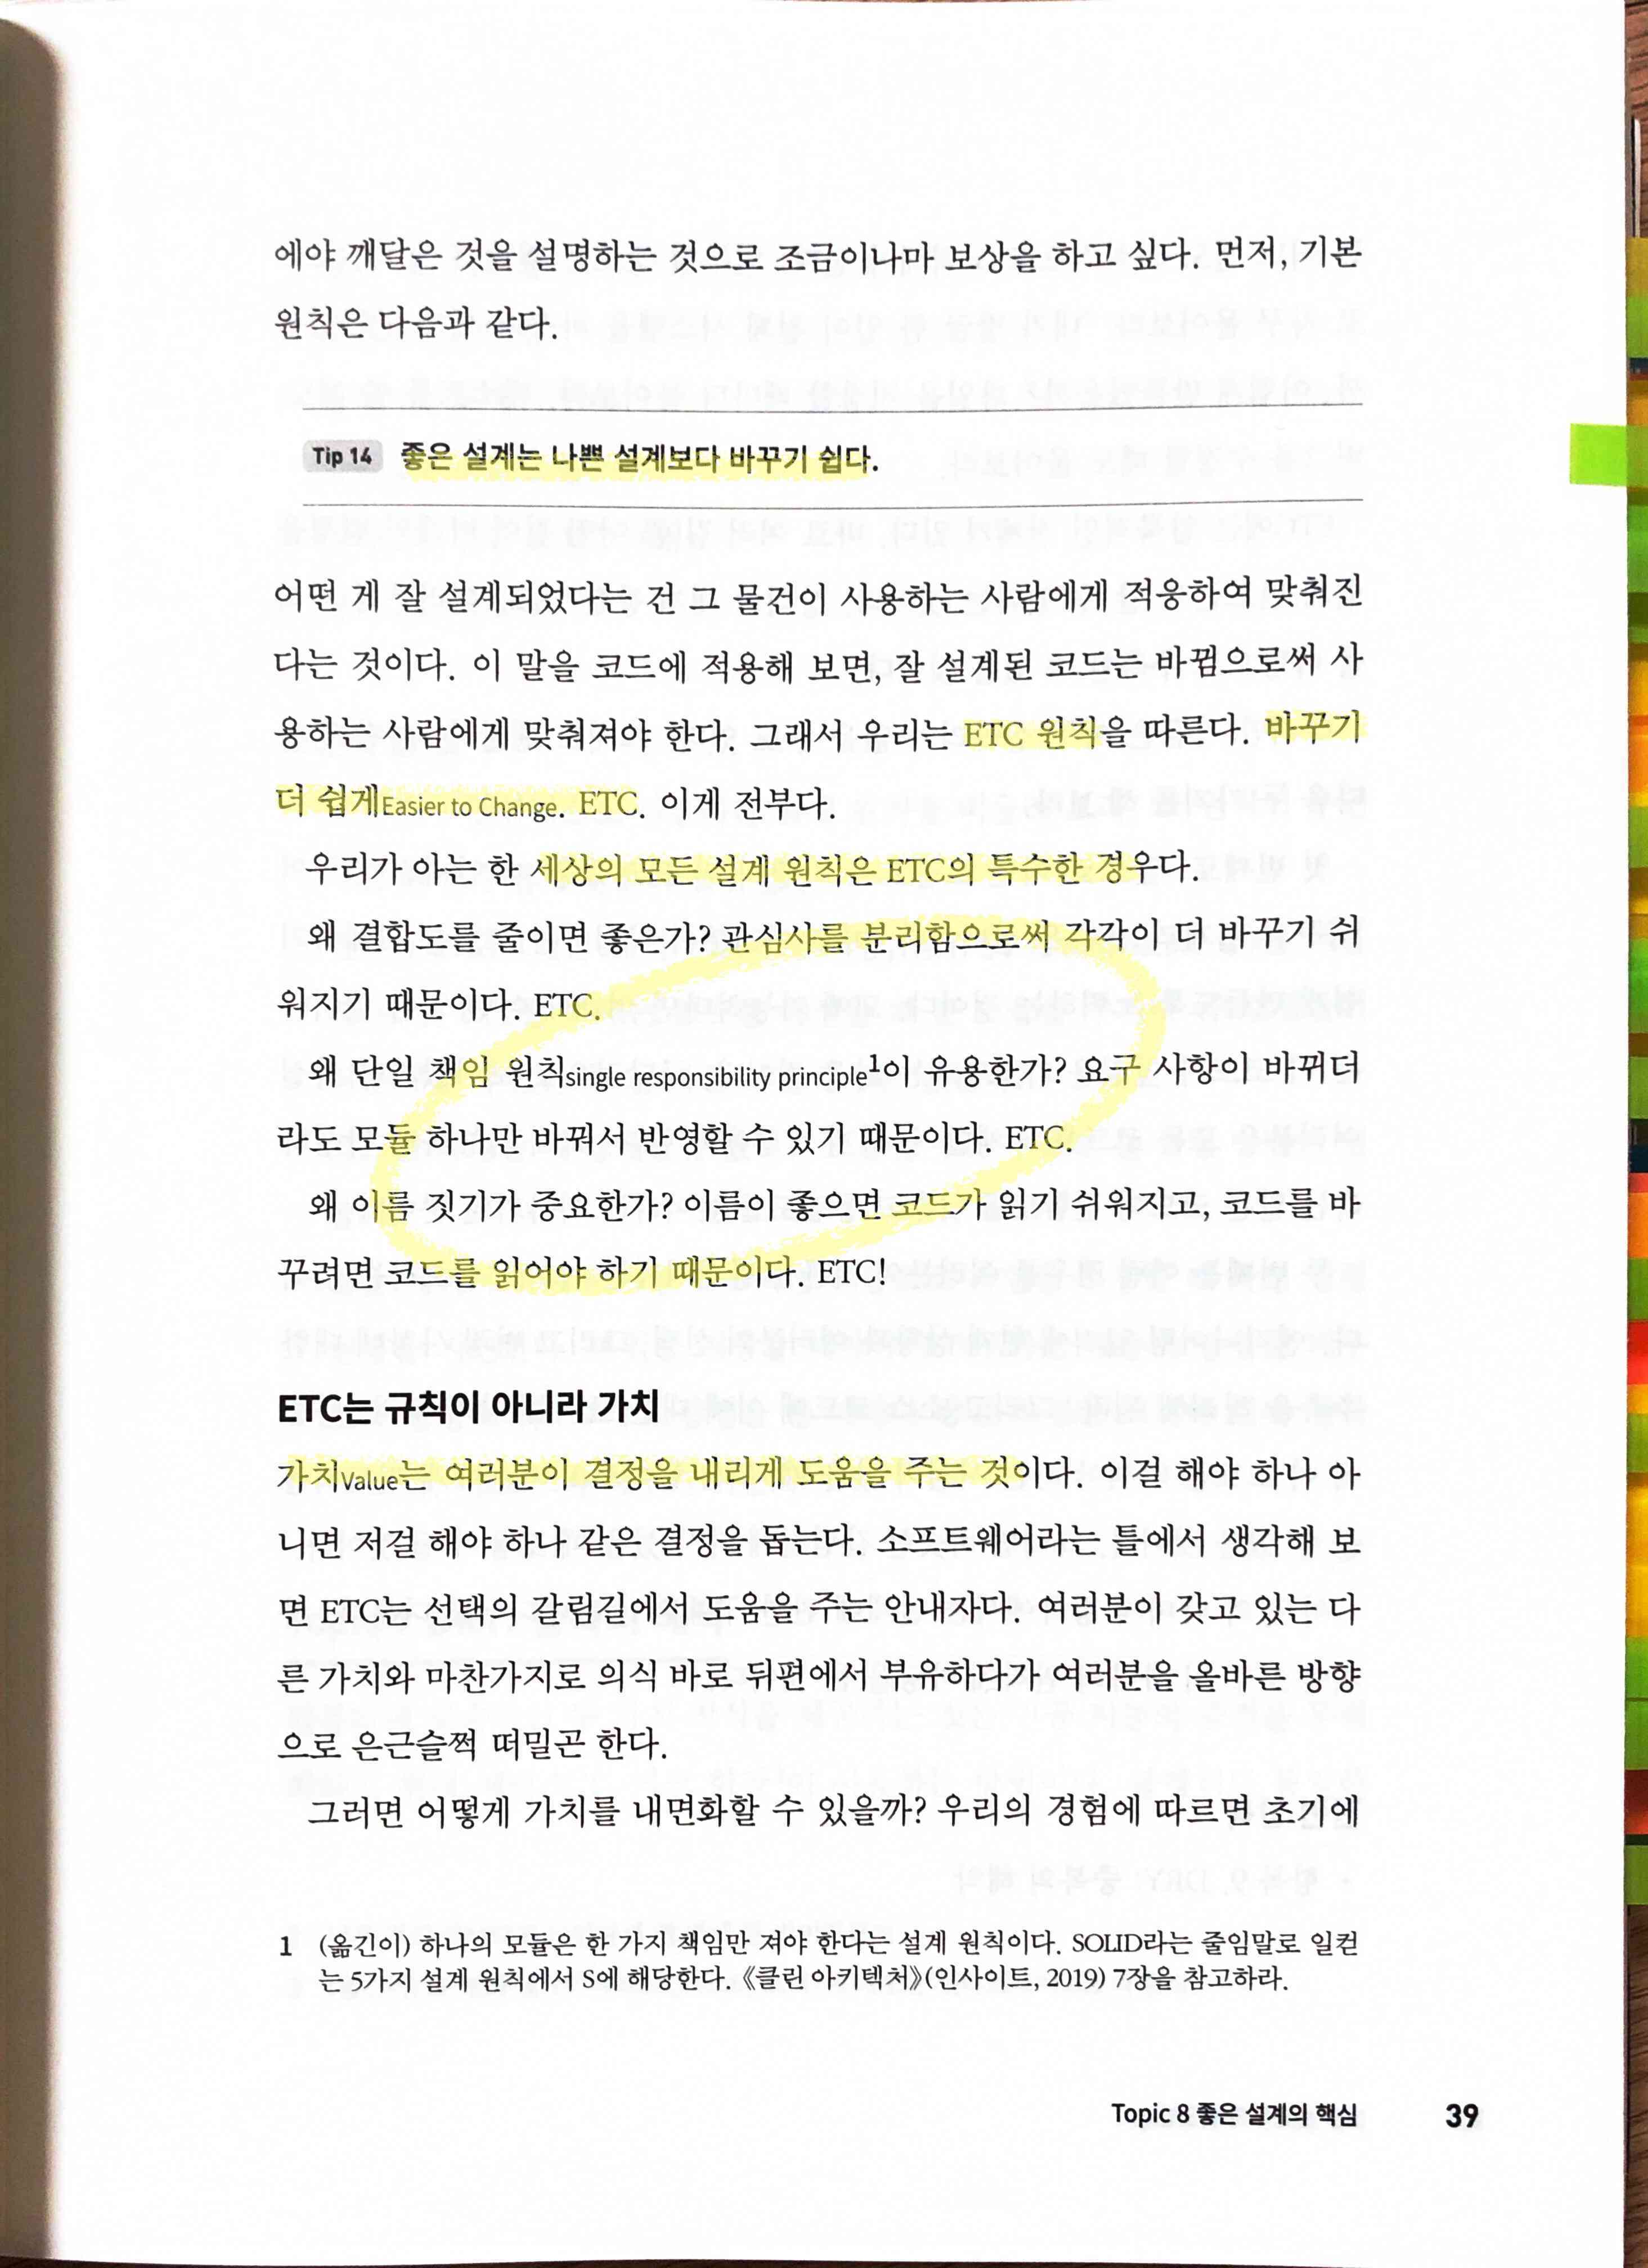 에야 깨달은 것을 설명하는 것으로 조금이나마 보상을 하고 싶다. 먼저, 기본
원칙은 다음과 같다.
Tip 14 좋은 설계는 나쁜 설계보다 바꾸기 쉽다.
어떤 게 잘 설계되었다는 건 그 물건이 사용하는 사람에게 적응하여 맞춰진
다는 것이다. 이 말을 코드에 적용해 보면, 잘 설계된 코드는 바뀜으로써 사
용하는 사람에게 맞춰져야 한다. 그래서 우리는 ETC 원칙을 따른다. 바꾸기
더 쉽게Easier to Change. ETC. 이게 전부다.
우리가 아는 한 세상의 모든 설계 원칙은 ETC의 특수한 경우다.
왜 결합도를 줄이면 좋은가? 관심사를 분리함으로써 각각이 더 바꾸기 쉬
워지기 때문이다. ETC.
왜 단일 책임 원칙single responsibility principle¹이 유용한가? 요구 사항이 바뀌더
라도 모듈 하나만 바꿔서 반영할 수 있기 때문이다. ETC.
왜 이름 짓기가 중요한가? 이름이 좋으면 코드가 읽기 쉬워지고, 코드를 바
꾸려면 코드를 읽어야 하기 때문이다. ETC!
ETC는 규칙이 아니라 가치
가치Value는 여러분이 결정을 내리게 도움을 주는 것이다. 이걸 해야 하나 아
니면 저걸 해야 하나 같은 결정을 돕는다. 소프트웨어라는 틀에서 생각해 보
면 ETC는 선택의 갈림길에서 도움을 주는 안내자다. 여러분이 갖고 있는 다
른 가치와 마찬가지로 의식 바로 뒤편에서 부유하다가 여러분을 올바른 방향
으로 은근슬쩍 떠밀곤 한다.
그러면 어떻게 가치를 내면화할 수 있을까? 우리의 경험에 따르면 초기에
1 (옮긴이) 하나의 모듈은 한 가지 책임만 져야 한다는 설계 원칙이다. SOLID라는 줄임말로 일컫
는 5가지 설계 원칙에서 S에 해당한다. 《클린 아키텍처》(인사이트, 2019) 7장을 참고하라.
Topic 8 좋은 설계의 핵심 39